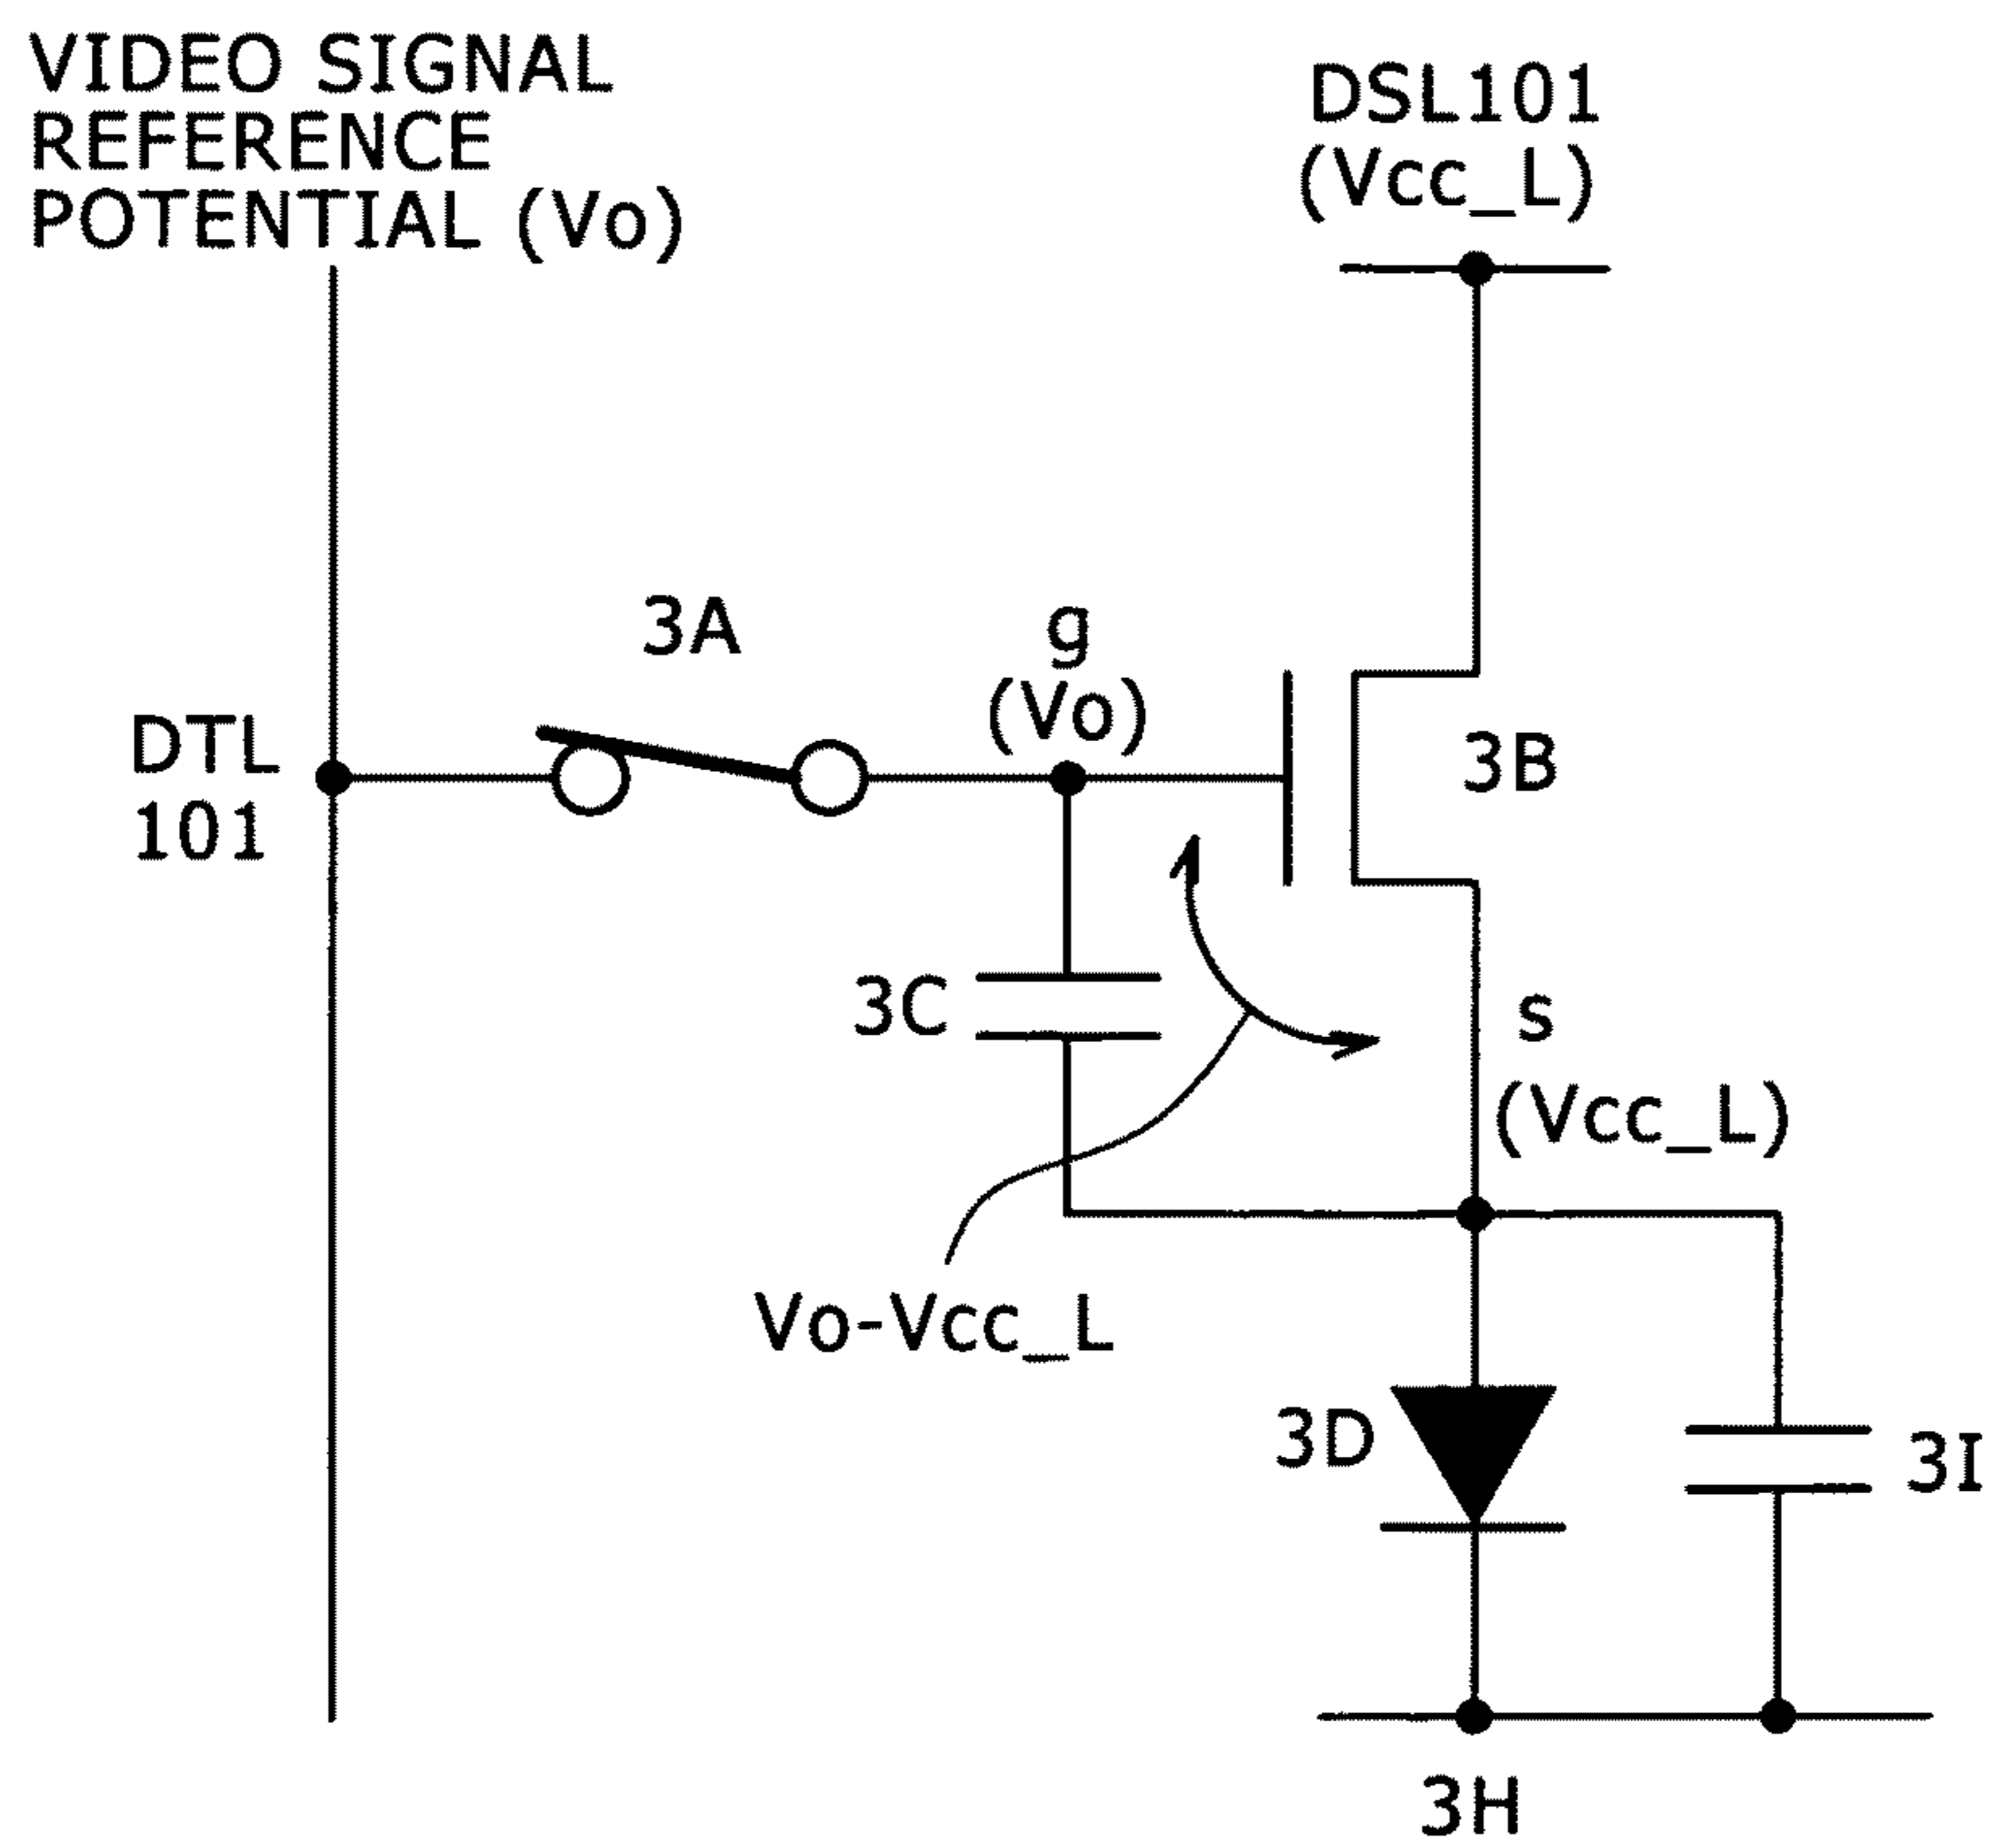 VIDEO SIGNAL
REFERENCE
POTENTIAL (Vo)
DSL101
(Vcc_L)
3A
g
(Vo)
DTL
101
3B
3C
s
(Vcc_L)
Vo-Vcc_L
3D
3I
3H